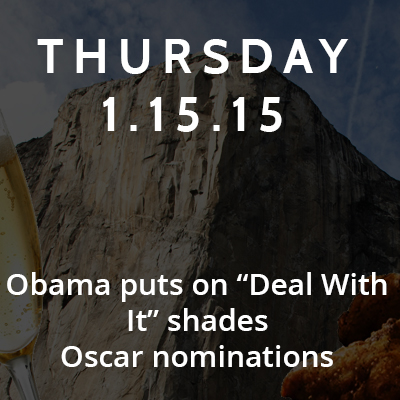 THURSDAY
1.15.15
Obama puts on “Deal With
It” shades
Oscar nominations